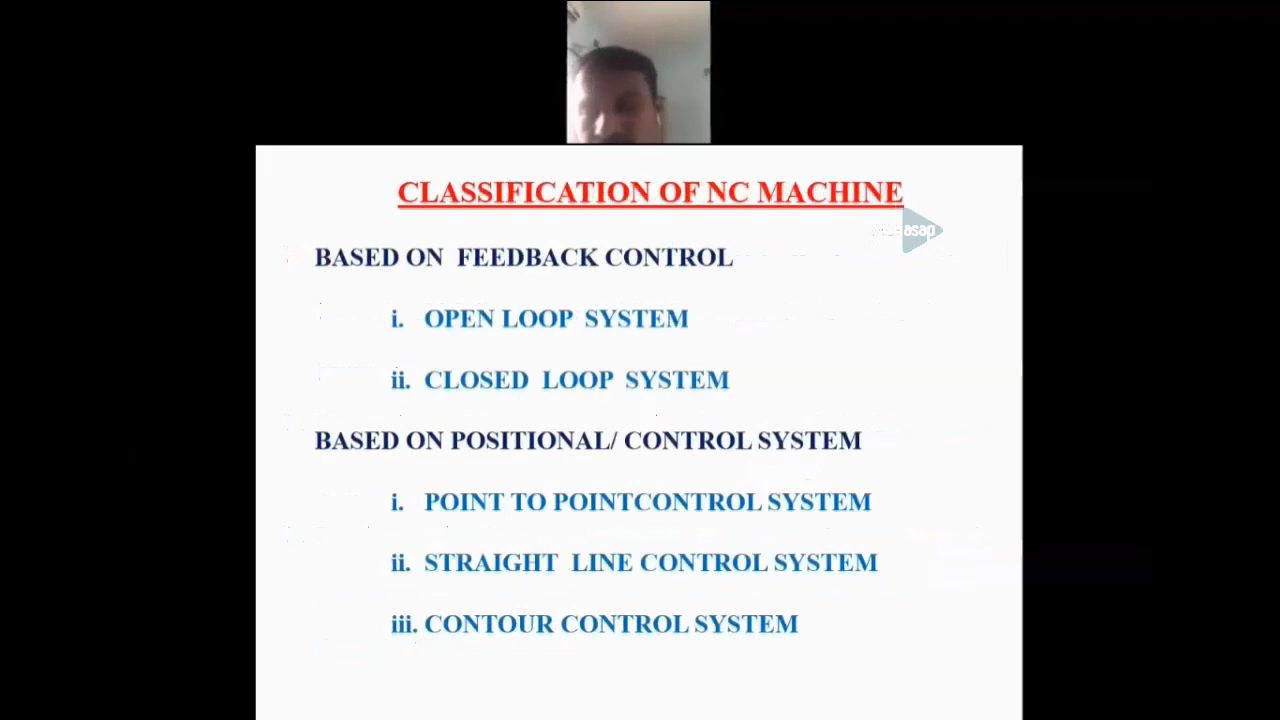 CLASSIFICATION OF NC MACHINE
asap
BASED ON FEEDBACK CONTROL
i. OPEN LOOP SYSTEM
ii. CLOSED LOOP SYSTEM
BASED ON POSITIONAL/ CONTROL SYSTEM
i. POINT TO POINTCONTROL SYSTEM
ii. STRAIGHT LINE CONTROL SYSTEM
iii. CONTOUR CONTROL SYSTEM